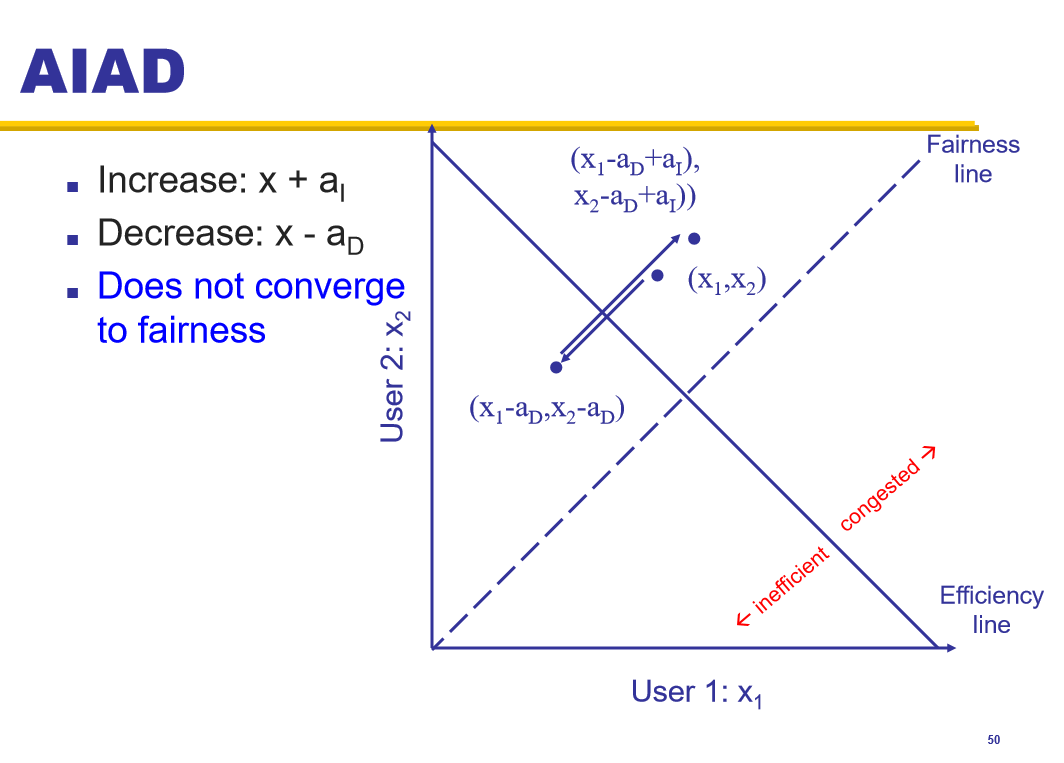 AIAD
■ Increase: x + a_I
■ Decrease: x - a_D
■ Does not converge
to fairness
(x_1-a_D+a_I),
x_2-a_D+a_I))
Fairness
line
(x_1,x_2)
(x_1-a_D,x_2-a_D)
User 2: x_2
congested →
← inefficient
Efficiency
line
User 1: x_1
50